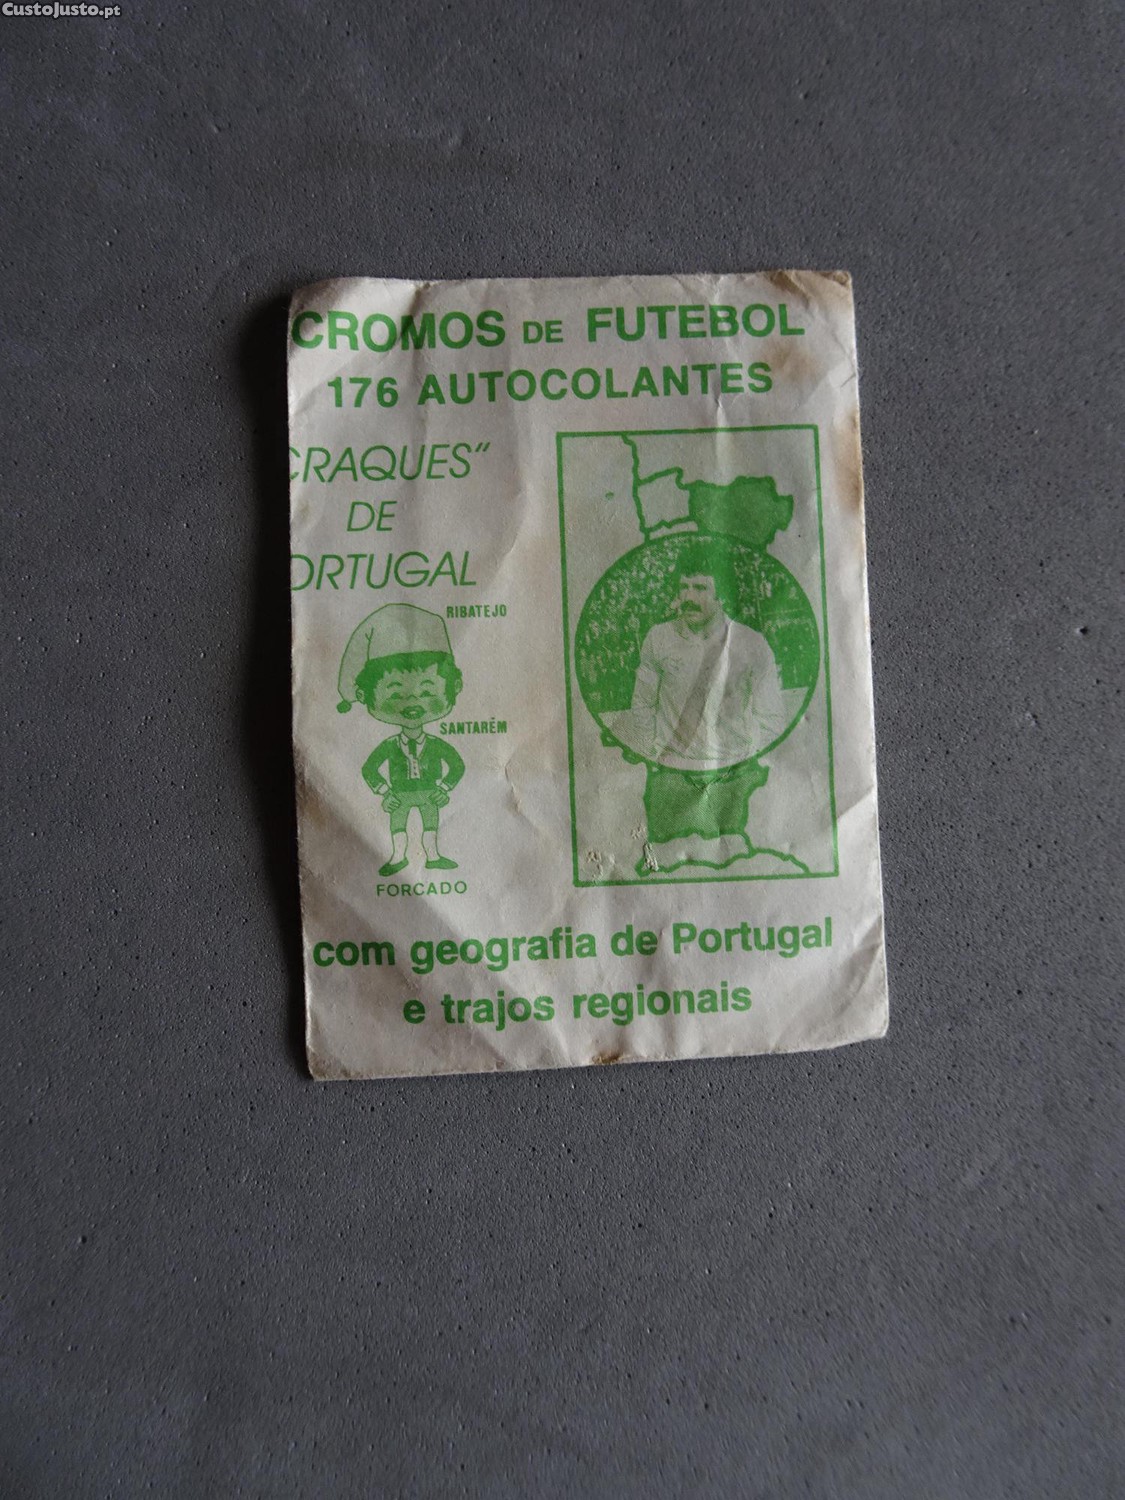 CustoJusto.pt
CROMOS DE FUTEBOL
176 AUTOCOLANTES
CRAQUES"
DE
ORTUGAL
RIBATEJO
SANTARÉM
FORCADO
com geografia de Portugal
e trajos regionais